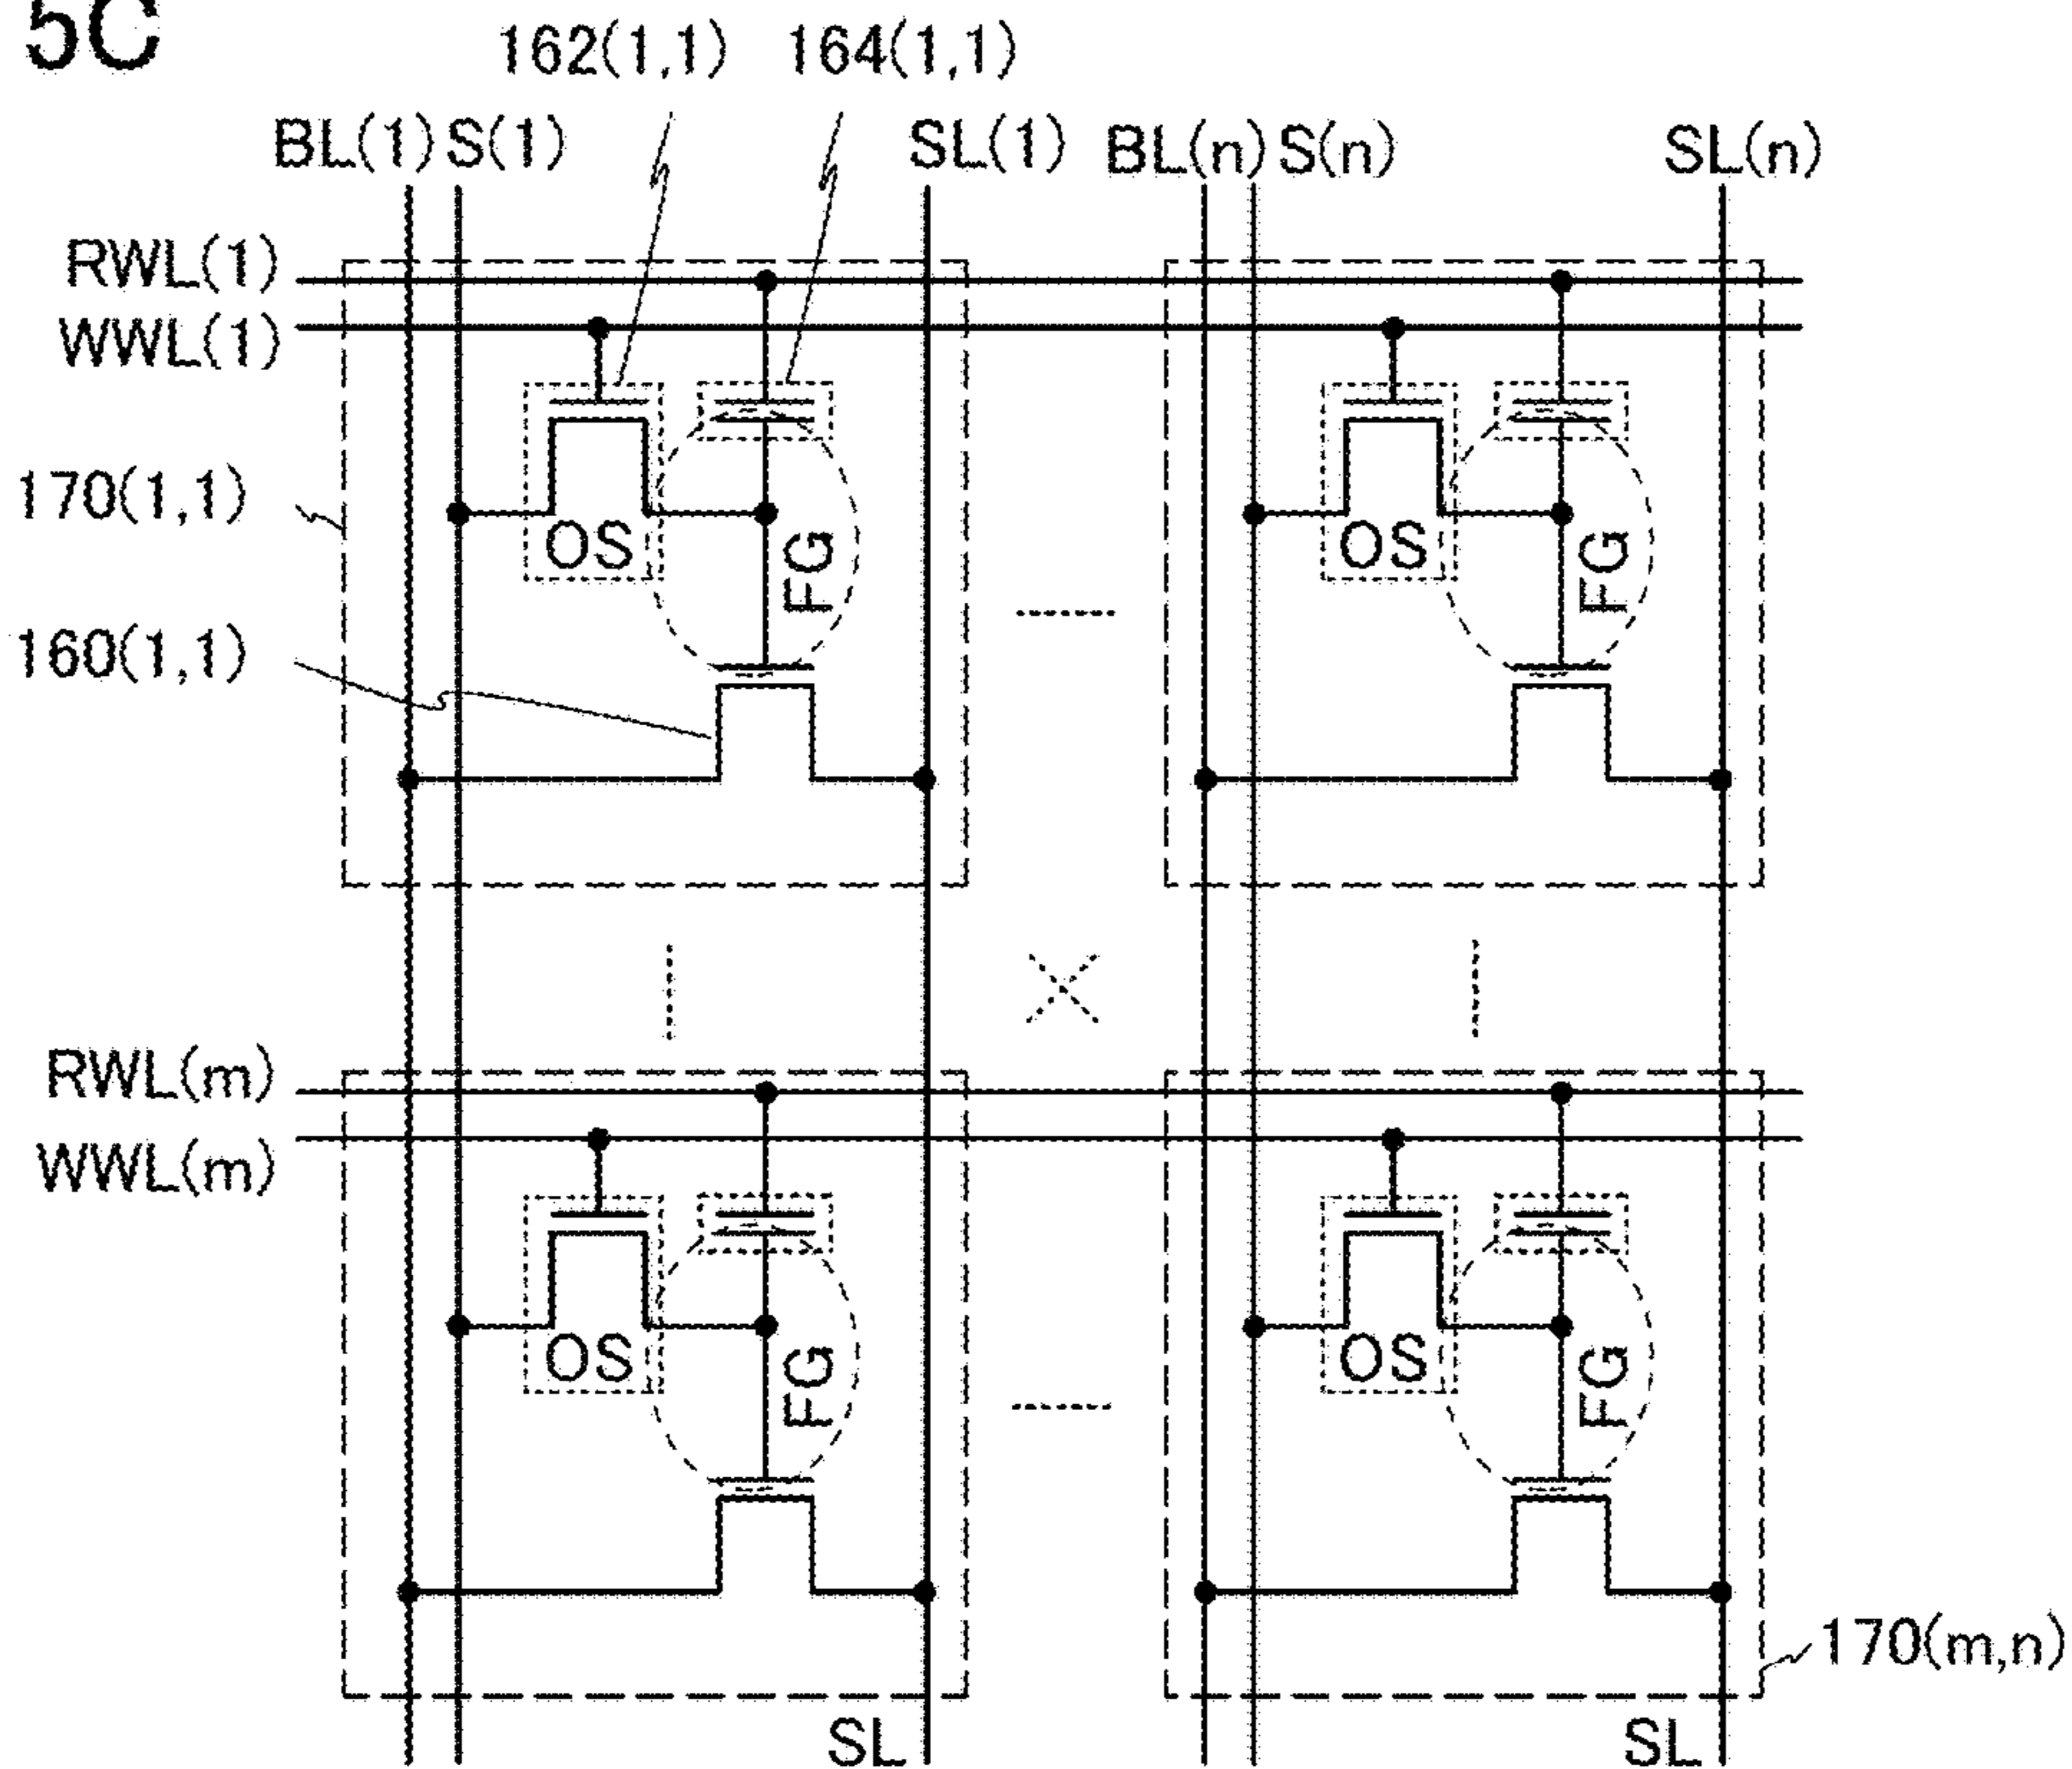 5C
162(1,1) 164(1,1)
BL(1) S(1) SL(1) BL(n) S(n) SL(n)
RWL(1)
WWL(1)
170(1,1)
OS FG OS FG
160(1,1)
RWL(m)
WWL(m)
OS FG OS FG
170(m,n)
SL SL